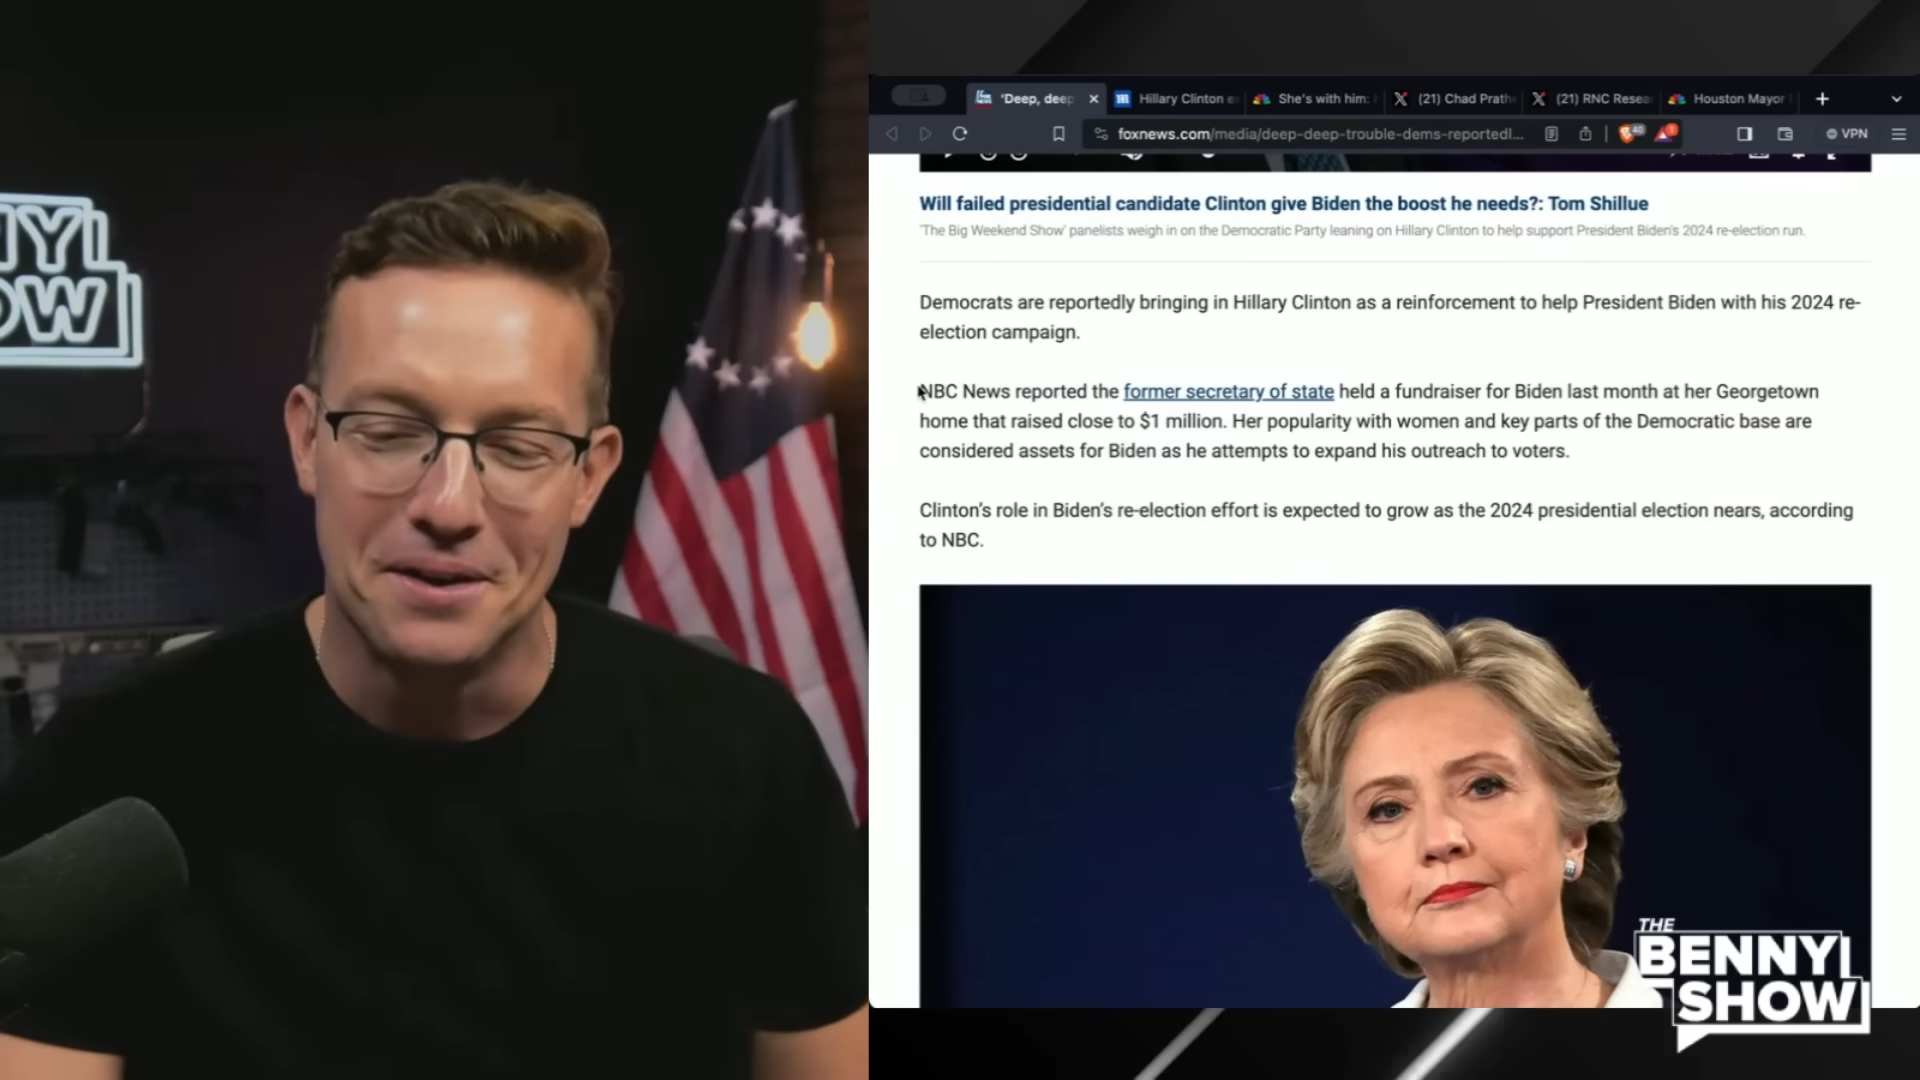 NY
OW
'Deep, deep
Hillary Clinton e
She's with him:
(21) Chad Prath
(21) RNC Resea
Houston Mayor
foxnews.com/media/deep-deep-trouble-dems-reportedl...
VPN
Will failed presidential candidate Clinton give Biden the boost he needs?: Tom Shillue
'The Big Weekend Show' panelists weigh in on the Democratic Party leaning on Hillary Clinton to help support President Biden's 2024 re-election run.
Democrats are reportedly bringing in Hillary Clinton as a reinforcement to help President Biden with his 2024 re-
election campaign.
NBC News reported the former secretary of state held a fundraiser for Biden last month at her Georgetown
home that raised close to $1 million. Her popularity with women and key parts of the Democratic base are
considered assets for Biden as he attempts to expand his outreach to voters.
Clinton's role in Biden's re-election effort is expected to grow as the 2024 presidential election nears, according
to NBC.
THE
BENNY
SHOW